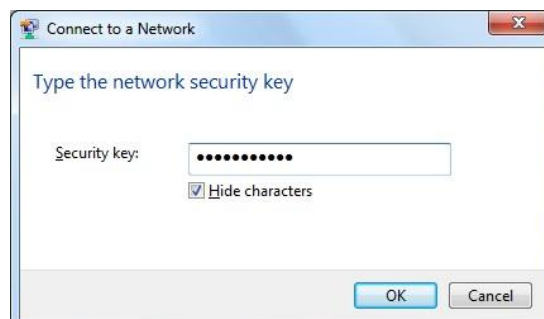 Connect to a Network
Type the network security key
Security key: •••••••••••
Hide characters
OK Cancel